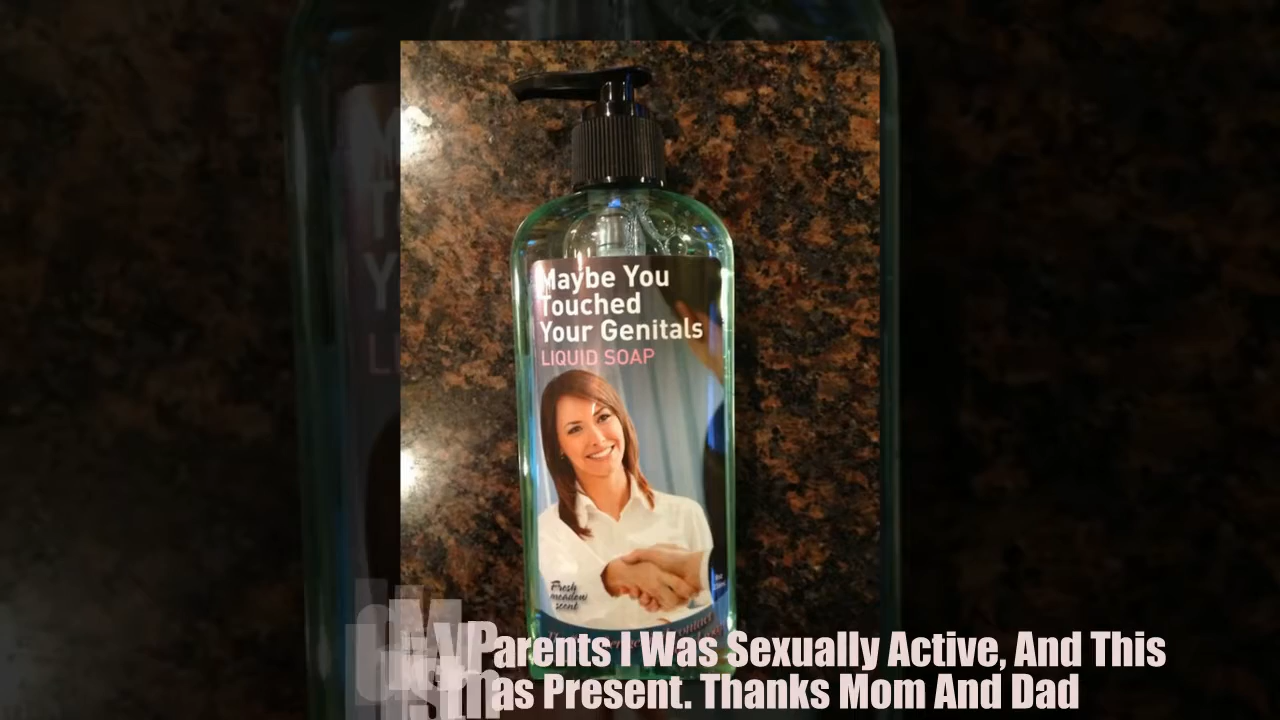 Maybe You
Touched
Your Genitals
LIQUID SOAP
Fresh
meadow
scent
Parents I Was Sexually Active, And This
as Present. Thanks Mom And Dad